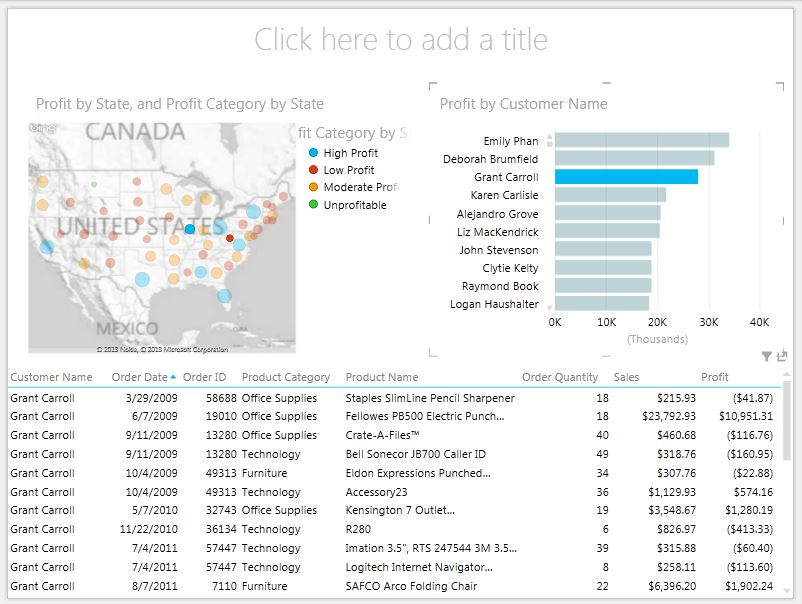 Click here to add a title
Profit by State, and Profit Category by State
bing
CANADA
UNITED STATES
MEXICO
© 2013 Nokia, © 2013 Microsoft Corporation
fit Category by S
High Profit
Low Profit
Moderate Profi
Unprofitable
Profit by Customer Name
Emily Phan
Deborah Brumfield
Grant Carroll
Karen Carlisle
Alejandro Grove
Liz MacKendrick
John Stevenson
Clytie Kelty
Raymond Book
Logan Haushalter
0K 10K 20K 30K 40K
(Thousands)
Customer Name Order Date Order ID Product Category Product Name Order Quantity Sales Profit
Grant Carroll 3/29/2009 58688 Office Supplies Staples SlimLine Pencil Sharpener 18 $215.93 ($41.87)
Grant Carroll 6/7/2009 19010 Office Supplies Fellowes PB500 Electric Punch... 18 $23,792.93 $10,951.31
Grant Carroll 9/11/2009 13280 Office Supplies Crate-A-Files™ 40 $460.68 ($116.76)
Grant Carroll 9/11/2009 13280 Technology Bell Sonecor JB700 Caller ID 49 $318.76 ($160.95)
Grant Carroll 10/4/2009 49313 Furniture Eldon Expressions Punched... 34 $307.76 ($22.88)
Grant Carroll 10/4/2009 49313 Technology Accessory23 36 $1,129.93 $574.16
Grant Carroll 5/7/2010 32743 Office Supplies Kensington 7 Outlet... 19 $3,548.67 $1,280.19
Grant Carroll 11/22/2010 36134 Technology R280 6 $826.97 ($413.33)
Grant Carroll 7/4/2011 57447 Technology Imation 3.5", RTS 247544 3M 3.5... 39 $315.88 ($60.40)
Grant Carroll 7/4/2011 57447 Technology Logitech Internet Navigator... 8 $258.11 ($113.60)
Grant Carroll 8/7/2011 7110 Furniture SAFCO Arco Folding Chair 22 $6,396.20 $1,902.24